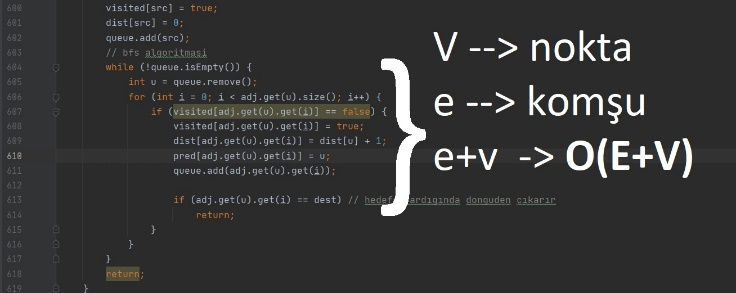 600 visited[src] = true;
601 dist[src] = 0;
602 queue.add(src);
603 // bfs algoritmasi
604 while (!queue.isEmpty()) {
605 int u = queue.remove();
606 for (int i = 0; i < adj.get(u).size(); i++) {
607 if (visited[adj.get(u).get(i)] == false) {
608 visited[adj.get(u).get(i)] = true;
609 dist[adj.get(u).get(i)] = dist[u] + 1;
610 pred[adj.get(u).get(i)] = u;
611 queue.add(adj.get(u).get(i));
612
613 if (adj.get(u).get(i) == dest) // hedef ardıgında donguden cıkarır
614 return;
615 }
616 }
617 }
618 return;
619 }
V --> nokta
e --> komşu
e+v -> O(E+V)